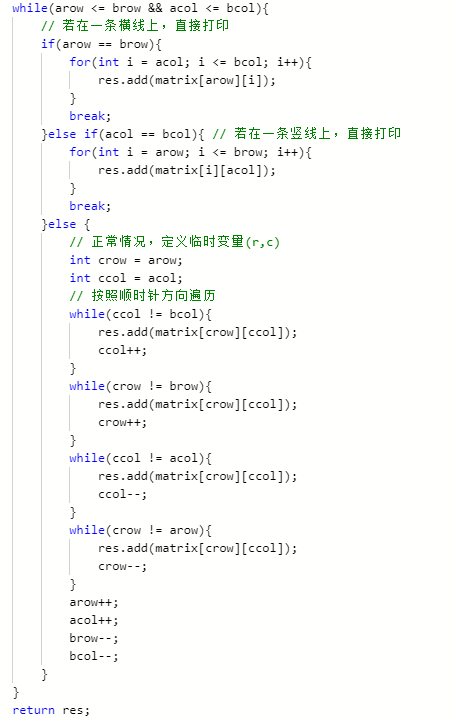 while(arow <= brow && acol <= bcol){
    // 若在一条横线上，直接打印
    if(arow == brow){
        for(int i = acol; i <= bcol; i++){
            res.add(matrix[arow][i]);
        }
        break;
    }else if(acol == bcol){ // 若在一条竖线上，直接打印
        for(int i = arow; i <= brow; i++){
            res.add(matrix[i][acol]);
        }
        break;
    }else {
        // 正常情况，定义临时变量(r,c)
        int crow = arow;
        int ccol = acol;
        // 按照顺时针方向遍历
        while(ccol != bcol){
            res.add(matrix[crow][ccol]);
            ccol++;
        }
        while(crow != brow){
            res.add(matrix[crow][ccol]);
            crow++;
        }
        while(ccol != acol){
            res.add(matrix[crow][ccol]);
            ccol--;
        }
        while(crow != arow){
            res.add(matrix[crow][ccol]);
            crow--;
        }
        arow++;
        acol++;
        brow--;
        bcol--;
    }
}
return res;